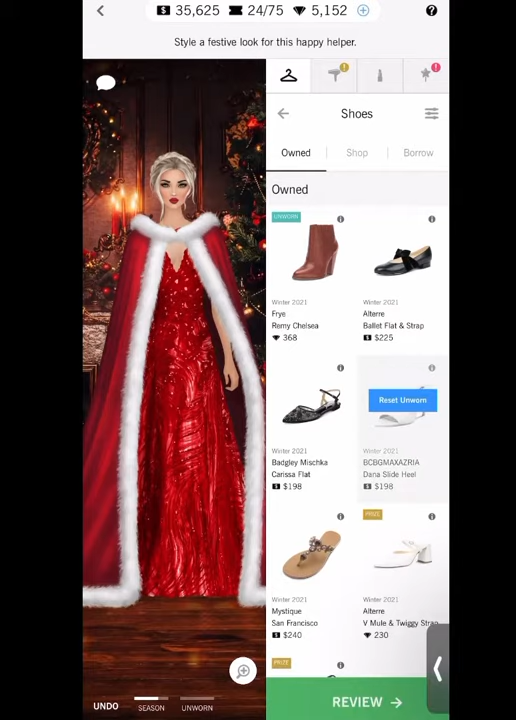 35,625 24/75 5,152
Style a festive look for this happy helper.
Shoes
Owned Shop Borrow
Owned
UNWORN
Winter 2021
Frye
Remy Chelsea
368
Winter 2021
Alterre
Ballet Flat & Strap
$225
Winter 2021
Badgley Mischka
Carissa Flat
$198
Reset Unworn
Winter 2021
BCBGMAXAZRIA
Dana Slide Heel
$198
Winter 2021
Mystique
San Francisco
$240
PRIZE
Winter 2021
Alterre
V Mule & Twiggy Strap
230
PRIZE
UNDO SEASON UNWORN
REVIEW